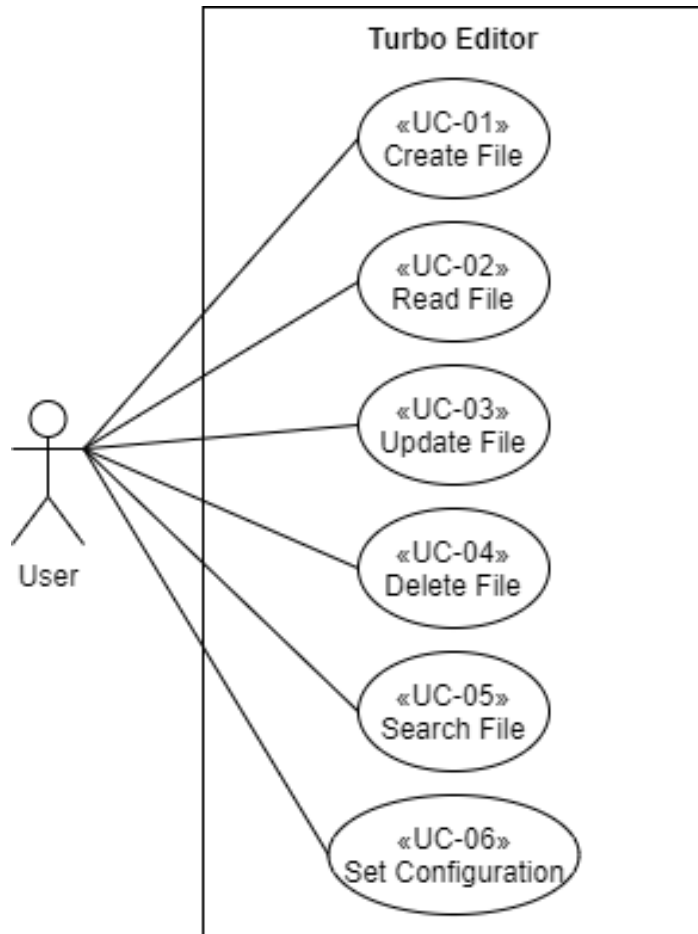 Turbo Editor
«UC-01»
Create File
«UC-02»
Read File
«UC-03»
Update File
«UC-04»
Delete File
User
«UC-05»
Search File
«UC-06»
Set Configuration